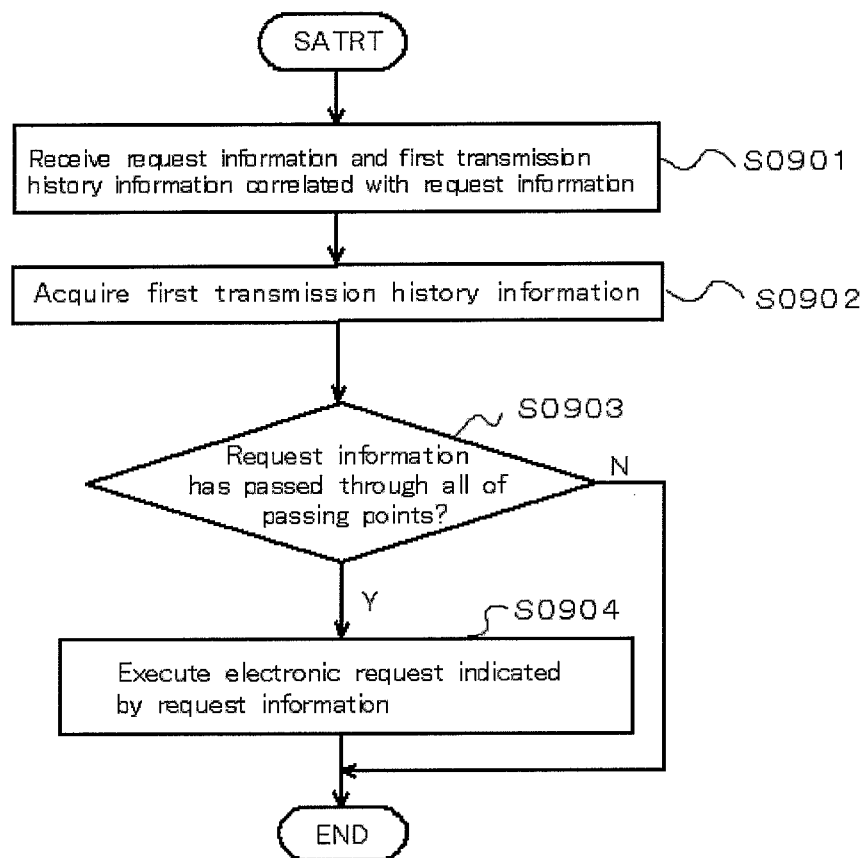 SATRT
Receive request information and first transmission
history information correlated with request information
S0901
Acquire first transmission history information
S0902
S0903
Request information
has passed through all of
passing points?
N
Y
S0904
Execute electronic request indicated
by request information
END